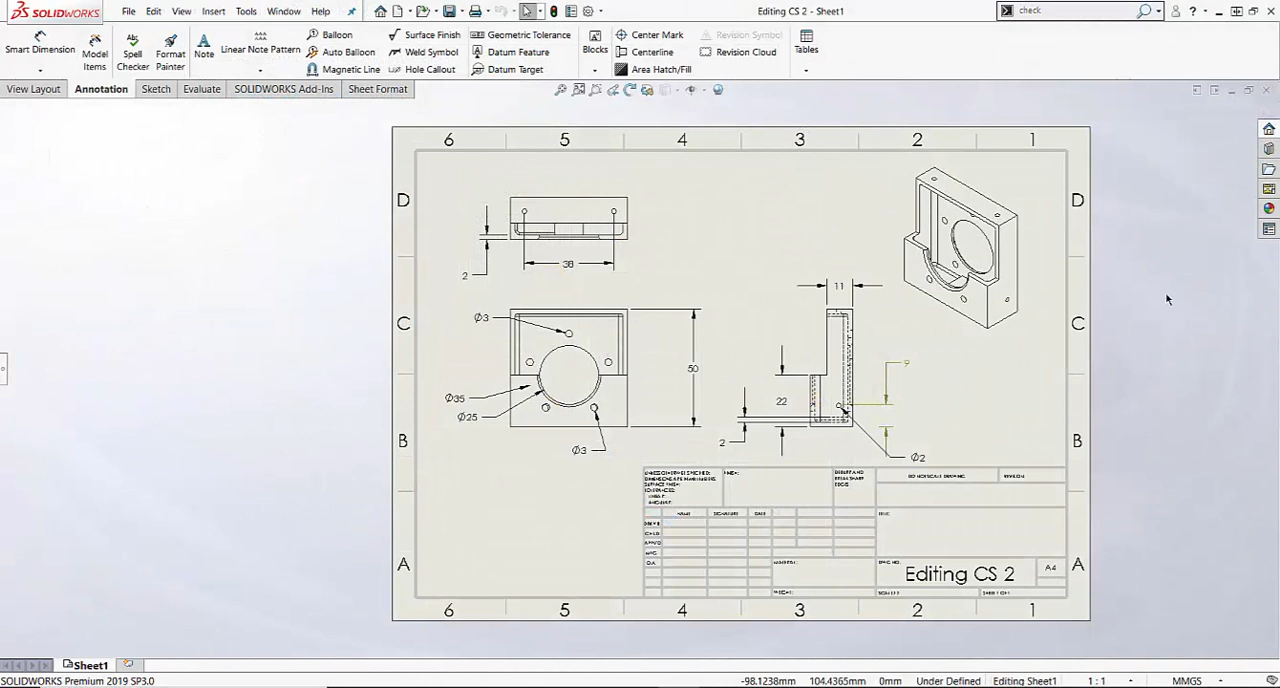 SOLIDWORKS File Edit View Insert Tools Window Help Editing CS 2 - Sheet1 check ?
Smart Dimension
Model Items
Spell Checker
Format Painter
Note
Linear Note Pattern
Balloon
Auto Balloon
Magnetic Line
Surface Finish
Weld Symbol
Hole Callout
Geometric Tolerance
Datum Feature
Datum Target
Blocks
Center Mark
Centerline
Area Hatch/Fill
Revision Symbol
Revision Cloud
Tables
View Layout Annotation Sketch Evaluate SOLIDWORKS Add-Ins Sheet Format
6 5 4 3 2 1
D D
2
38
11
C C
Ø3
50
9
22
Ø35
Ø25
B B
2
Ø3
Ø2
NAME SIGNATURE DATE
A A
Editing CS 2
A4
6 5 4 3 2 1
Sheet1
SOLIDWORKS Premium 2019 SP3.0 -98.1238mm 104.4365mm 0mm Under Defined Editing Sheet1 1 : 1 MMGS